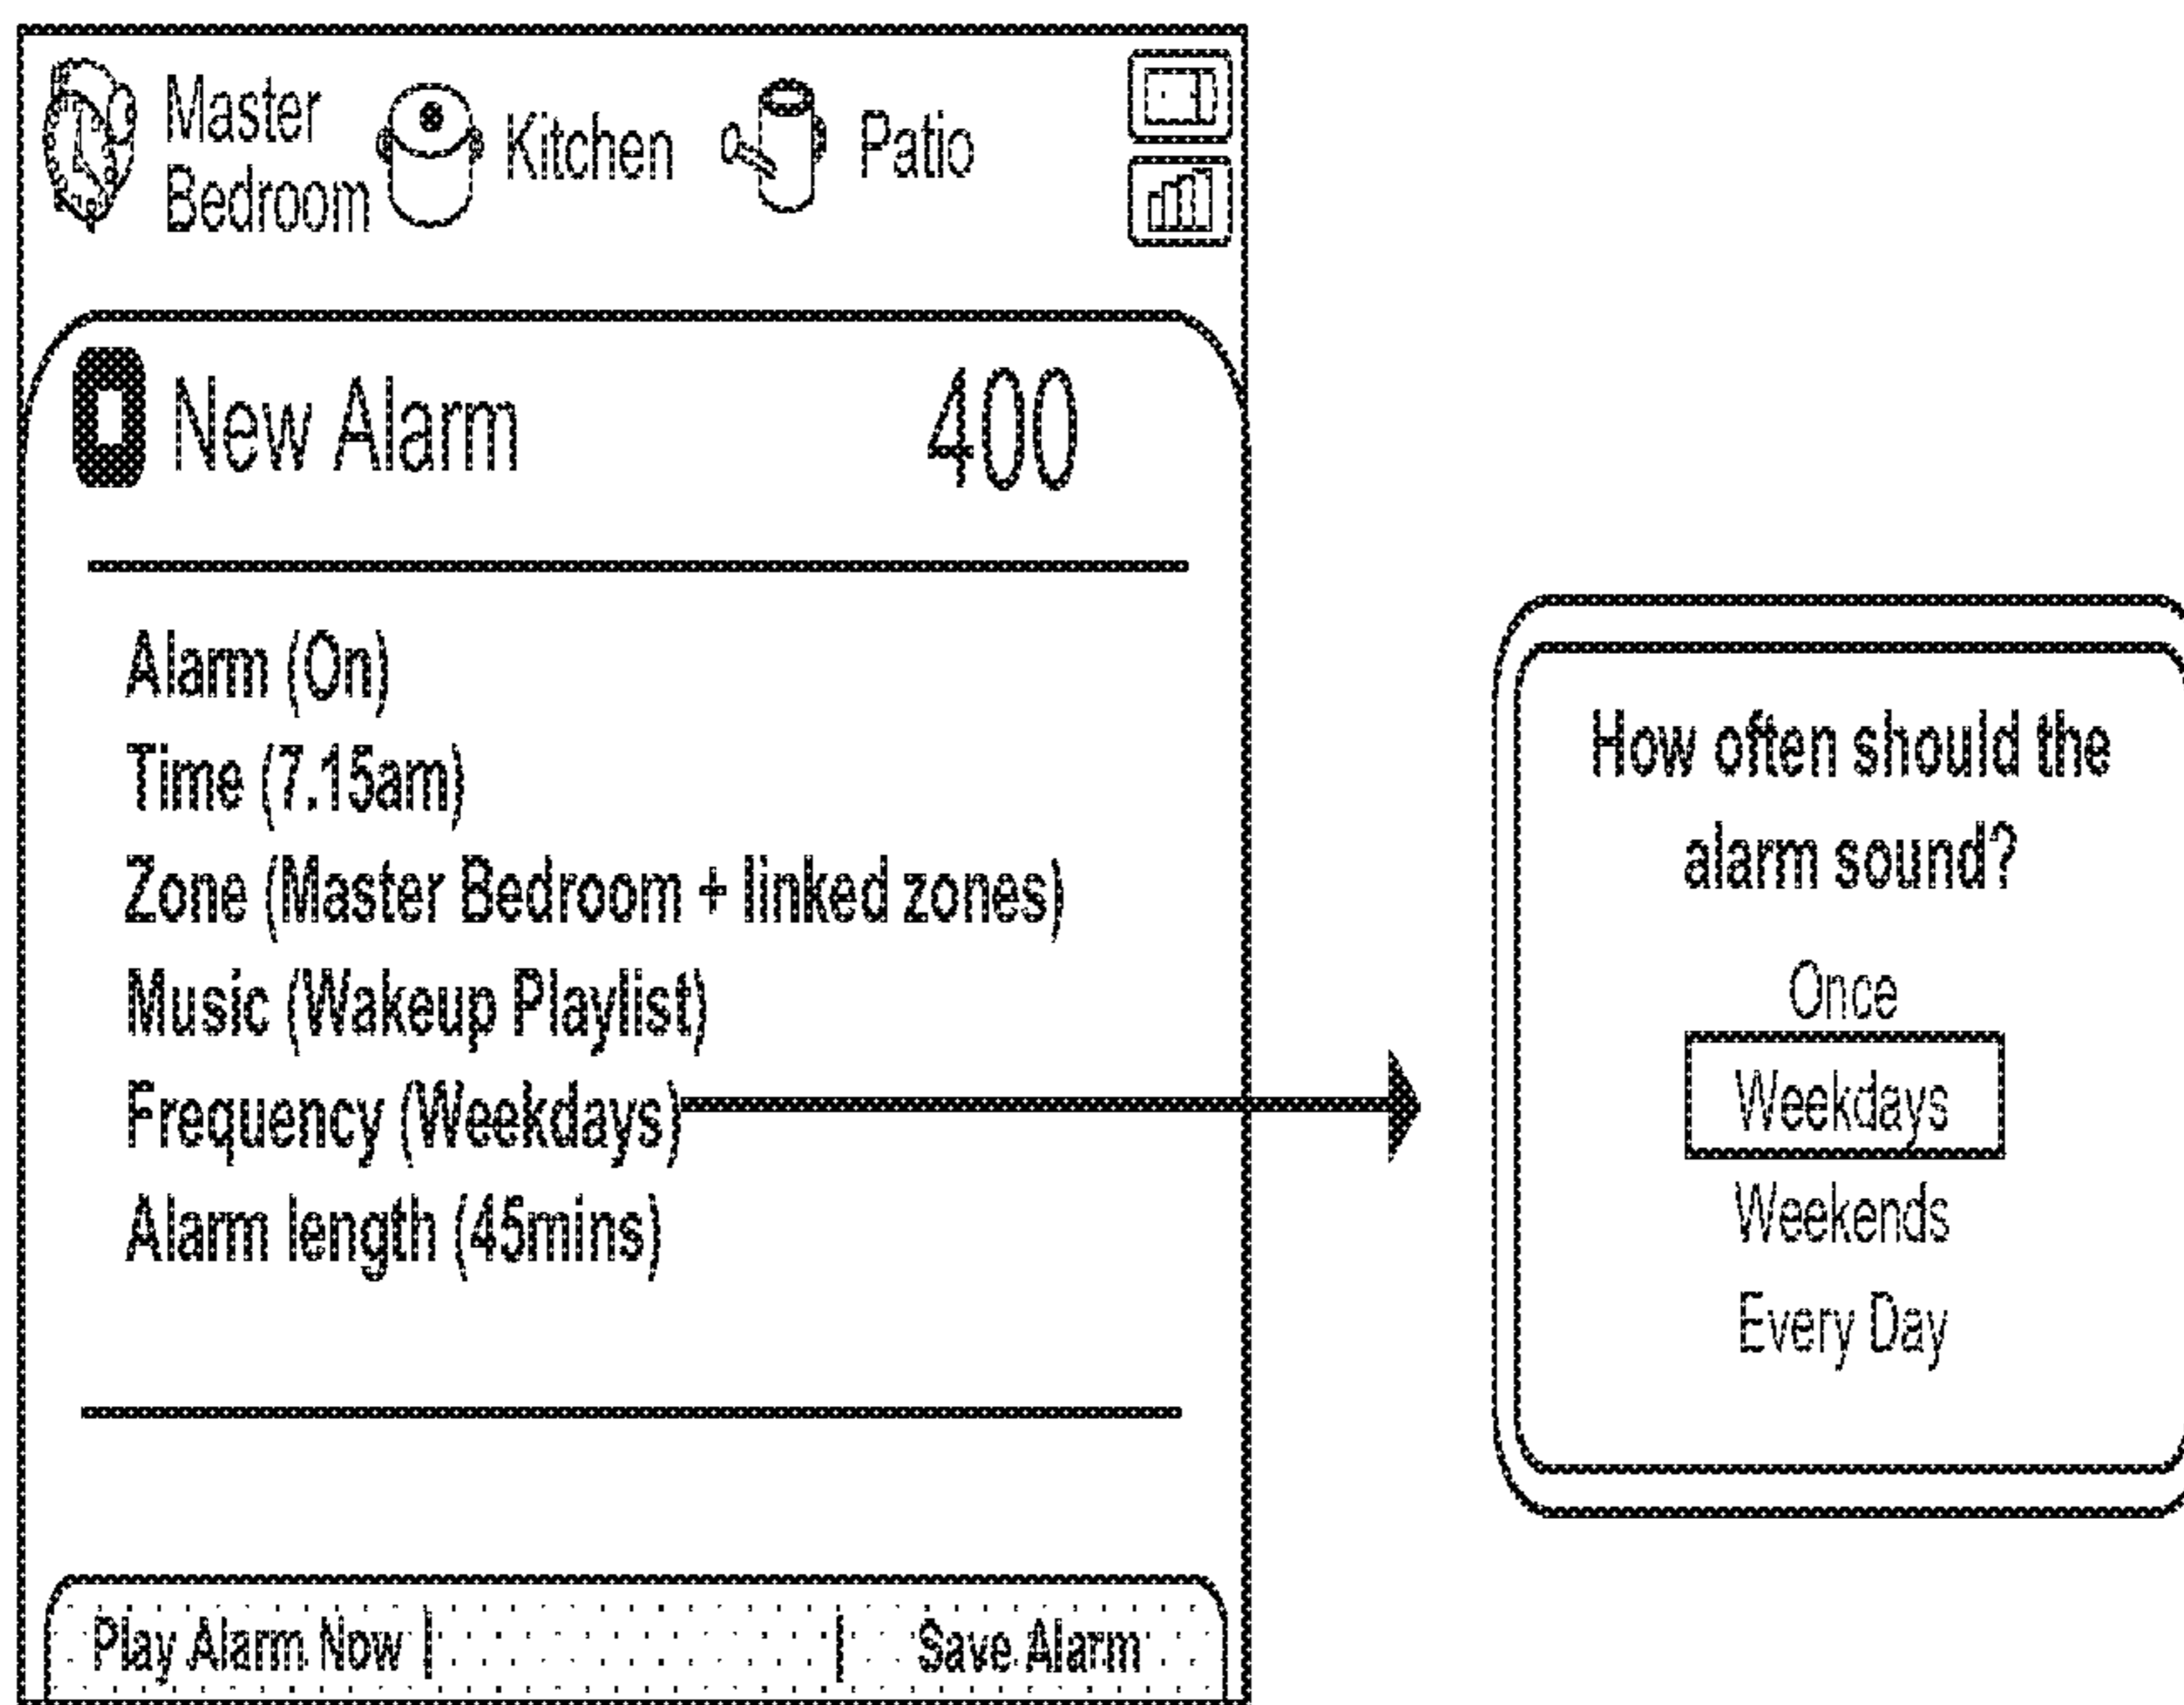 Master
Bedroom
Kitchen
Patio
New Alarm 400
Alarm (On)
Time (7.15am)
Zone (Master Bedroom + linked zones)
Music (Wakeup Playlist)
Frequency (Weekdays)
Alarm length (45mins)
Play Alarm Now | | Save Alarm
How often should the
alarm sound?
Once
Weekdays
Weekends
Every Day